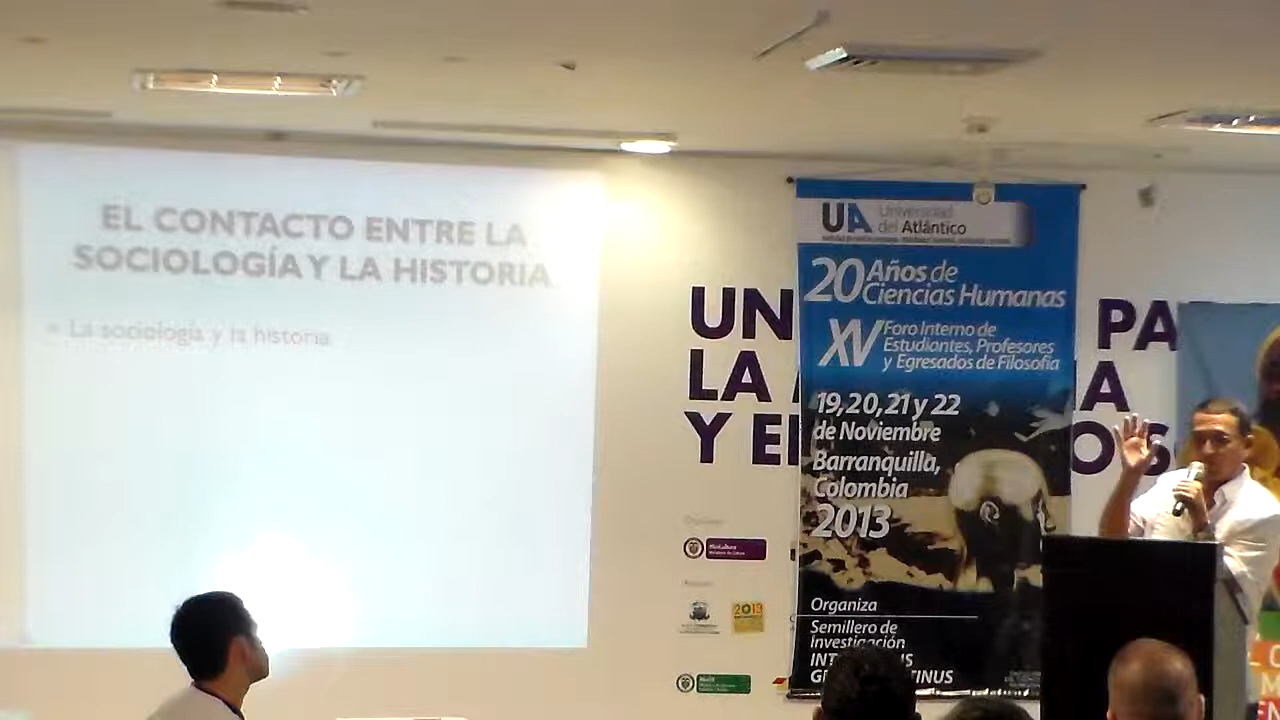 EL CONTACTO ENTRE LA
SOCIOLOGÍA Y LA HISTORIA
La sociología y la historia
UN
PA
LA
A
Y
OS
UA Universidad
del Atlántico
20 Años de
Ciencias Humanas
XV Foro Interno de
Estudiantes, Profesores
y Egresados de Filosofía
19, 20, 21 y 22
de Noviembre
Barranquilla,
Colombia
2013
MinCultura
2013
Organiza
Semillero de
Investigación